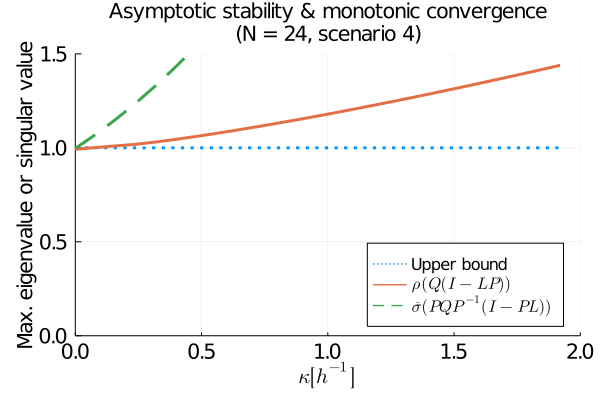 Asymptotic stability & monotonic convergence
(N = 24, scenario 4)
Max. eigenvalue or singular value
1.5
1.0
0.5
0.0
0.0 0.5 1.0 1.5 2.0
κ[h⁻¹]
Upper bound
ρ(Q(I − LP))
σ̄(PQP⁻¹(I − PL))